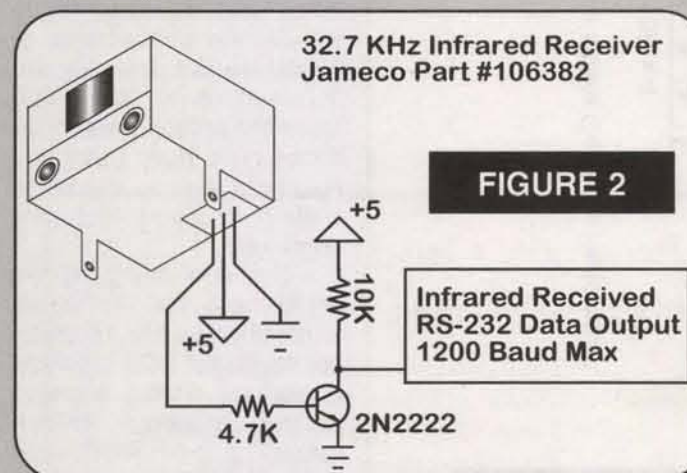 32.7 KHz Infrared Receiver
Jameco Part #106382
FIGURE 2
+5
10K
Infrared Received
RS-232 Data Output
1200 Baud Max
+5
4.7K
2N2222